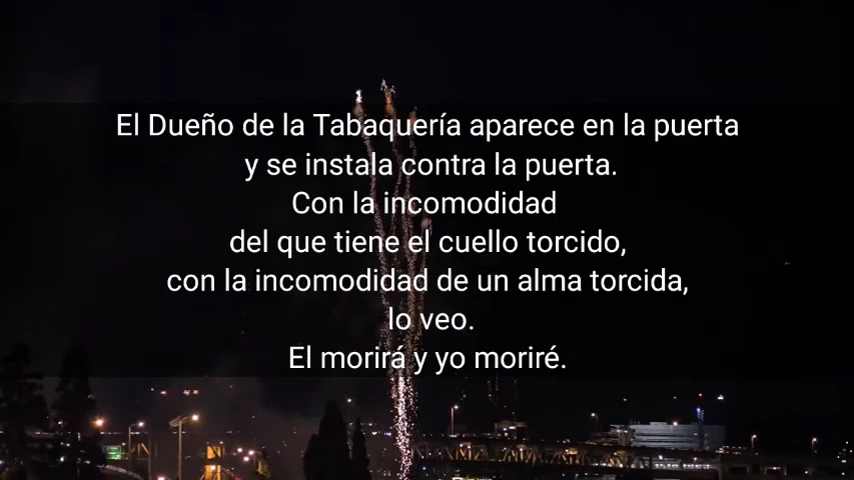 El Dueño de la Tabaquería aparece en la puerta
y se instala contra la puerta.
Con la incomodidad
del que tiene el cuello torcido,
con la incomodidad de un alma torcida,
lo veo.
El morirá y yo moriré.